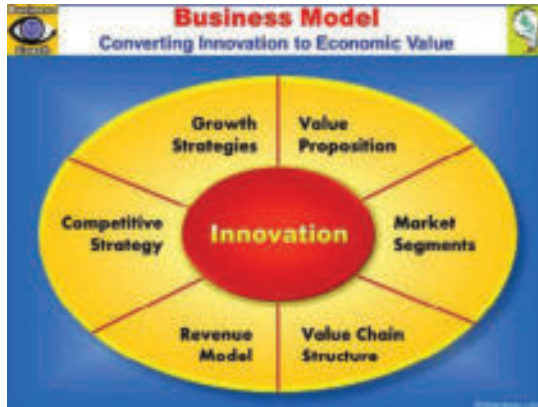 Business Model
Converting Innovation to Economic Value
Growth
Strategies
Value
Proposition
Competitive
Strategy
Innovation
Market
Segments
Revenue
Model
Value Chain
Structure